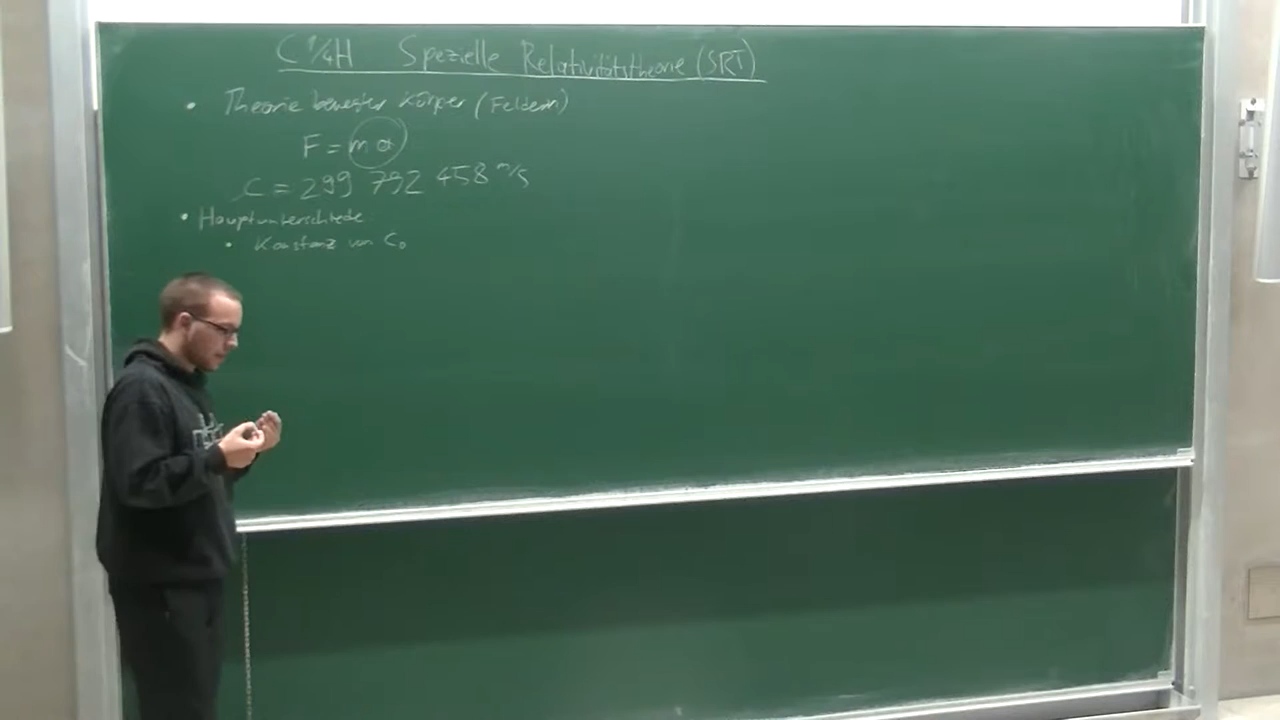 C¼H Spezielle Relativitätstheorie (SRT)
• Theorie bewegter Körper (Feldern)
F = m a
c = 299 792 458 m/s
• Hauptunterschiede
• Konstanz von C₀